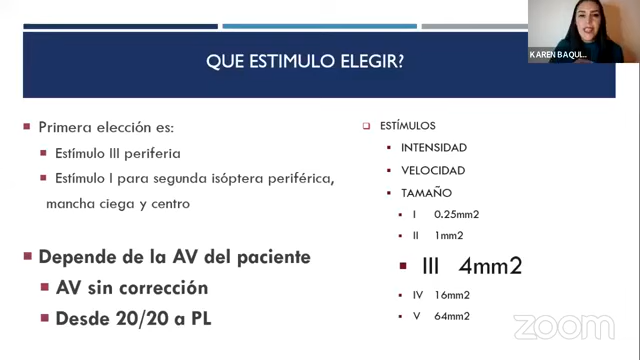 KAREN BAQU...
QUE ESTIMULO ELEGIR?
Primera elección es:
Estímulo III periferia
Estímulo I para segunda isóptera periférica,
mancha ciega y centro
Depende de la AV del paciente
AV sin corrección
Desde 20/20 a PL
ESTÍMULOS
INTENSIDAD
VELOCIDAD
TAMAÑO
I 0.25mm2
II 1mm2
III 4mm2
IV 16mm2
V 64mm2
zoom